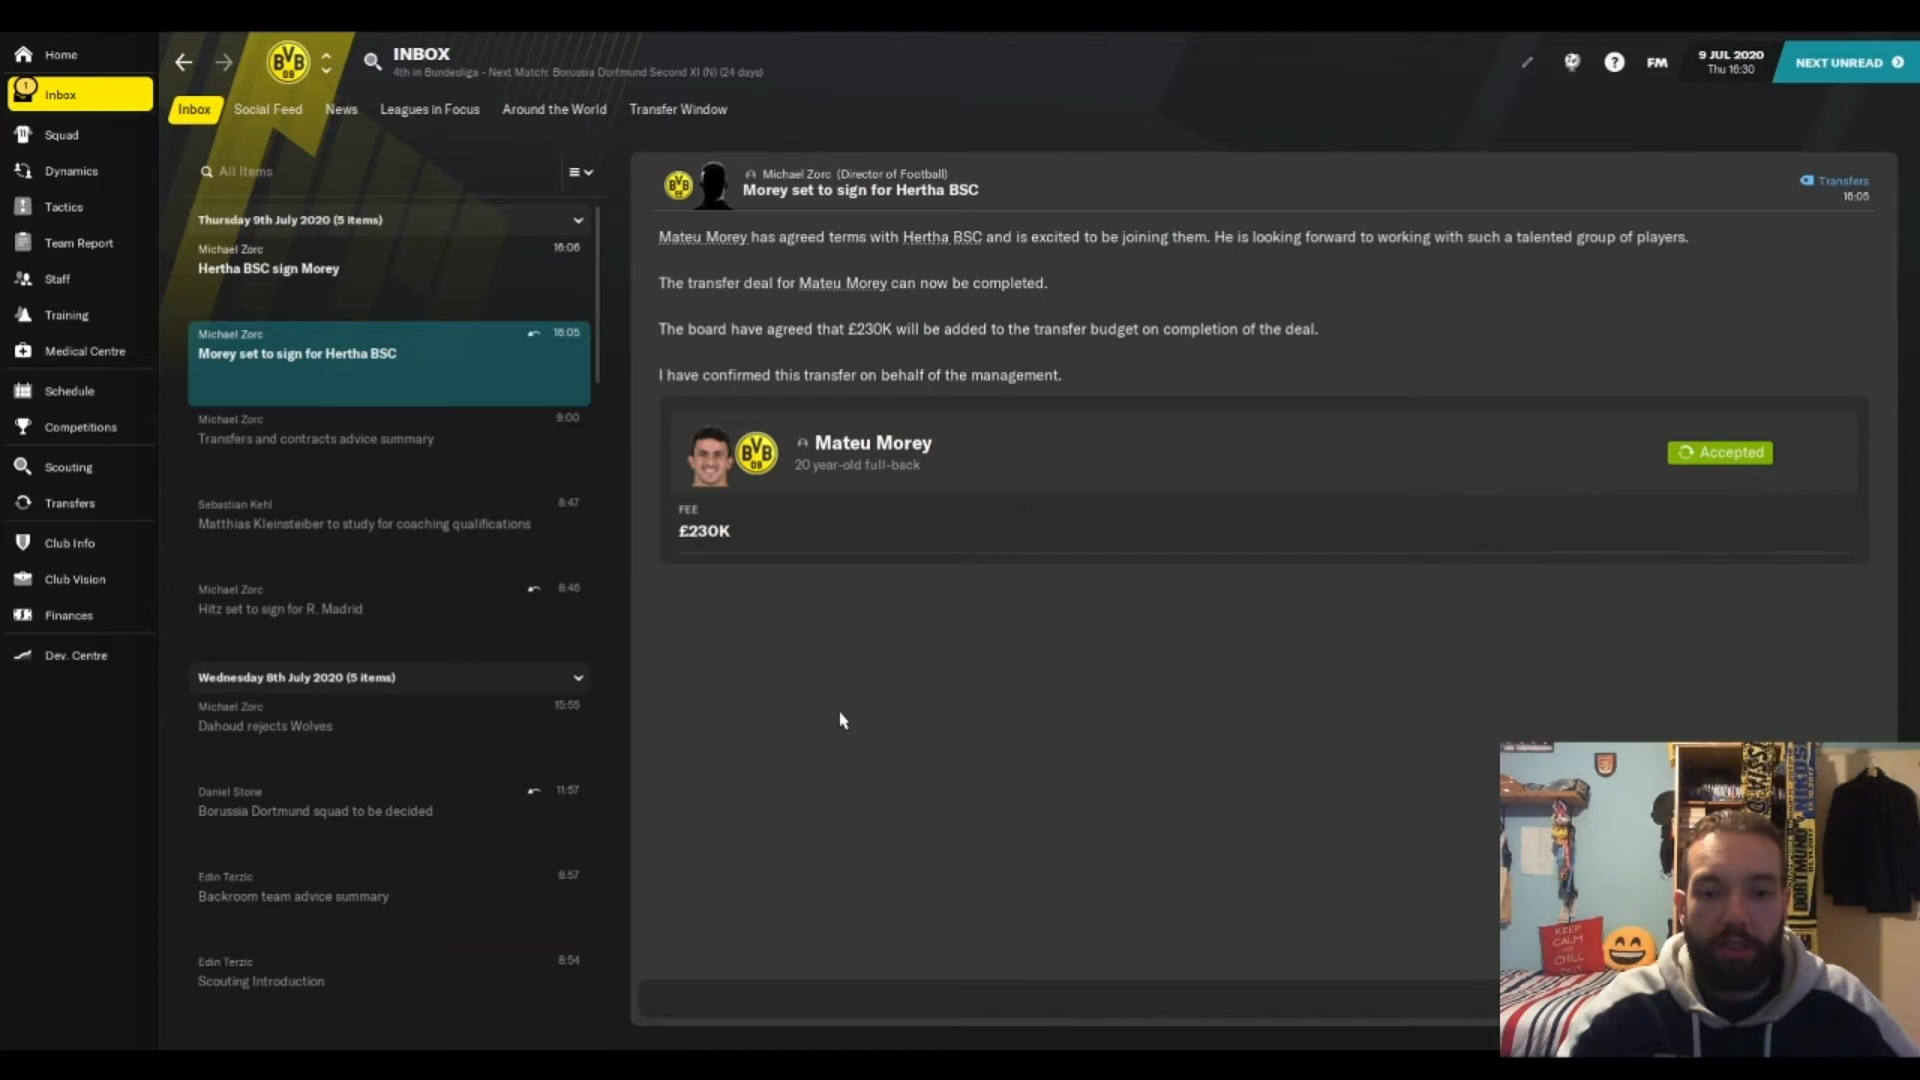 Home
Inbox
1
Squad
Dynamics
Tactics
Team Report
Staff
Training
Medical Centre
Schedule
Competitions
Scouting
Transfers
Club Info
Club Vision
Finances
Dev. Centre
BVB
09
INBOX
4th in Bundesliga - Next Match: Borussia Dortmund Second XI (N) (24 days)
?
FM
9 JUL 2020
Thu 16:30
NEXT UNREAD
Inbox
Social Feed
News
Leagues in Focus
Around the World
Transfer Window
All Items
Thursday 9th July 2020 (5 items)
Michael Zorc 16:06
Hertha BSC sign Morey
Michael Zorc 16:05
Morey set to sign for Hertha BSC
Michael Zorc 9:00
Transfers and contracts advice summary
Sebastian Kehl 8:47
Matthias Kleinsteiber to study for coaching qualifications
Michael Zorc 8:46
Hitz set to sign for R. Madrid
Wednesday 8th July 2020 (5 items)
Michael Zorc 15:55
Dahoud rejects Wolves
Daniel Stone 11:57
Borussia Dortmund squad to be decided
Edin Terzic 8:57
Backroom team advice summary
Edin Terzic 8:54
Scouting Introduction
BVB
09
Michael Zorc (Director of Football)
Morey set to sign for Hertha BSC
Transfers
16:05
Mateu Morey has agreed terms with Hertha BSC and is excited to be joining them. He is looking forward to working with such a talented group of players.
The transfer deal for Mateu Morey can now be completed.
The board have agreed that £230K will be added to the transfer budget on completion of the deal.
I have confirmed this transfer on behalf of the management.
BVB
09
Mateu Morey
20 year-old full-back
Accepted
FEE
£230K
KEEP
CALM
AND
CHILL
DORTMUND